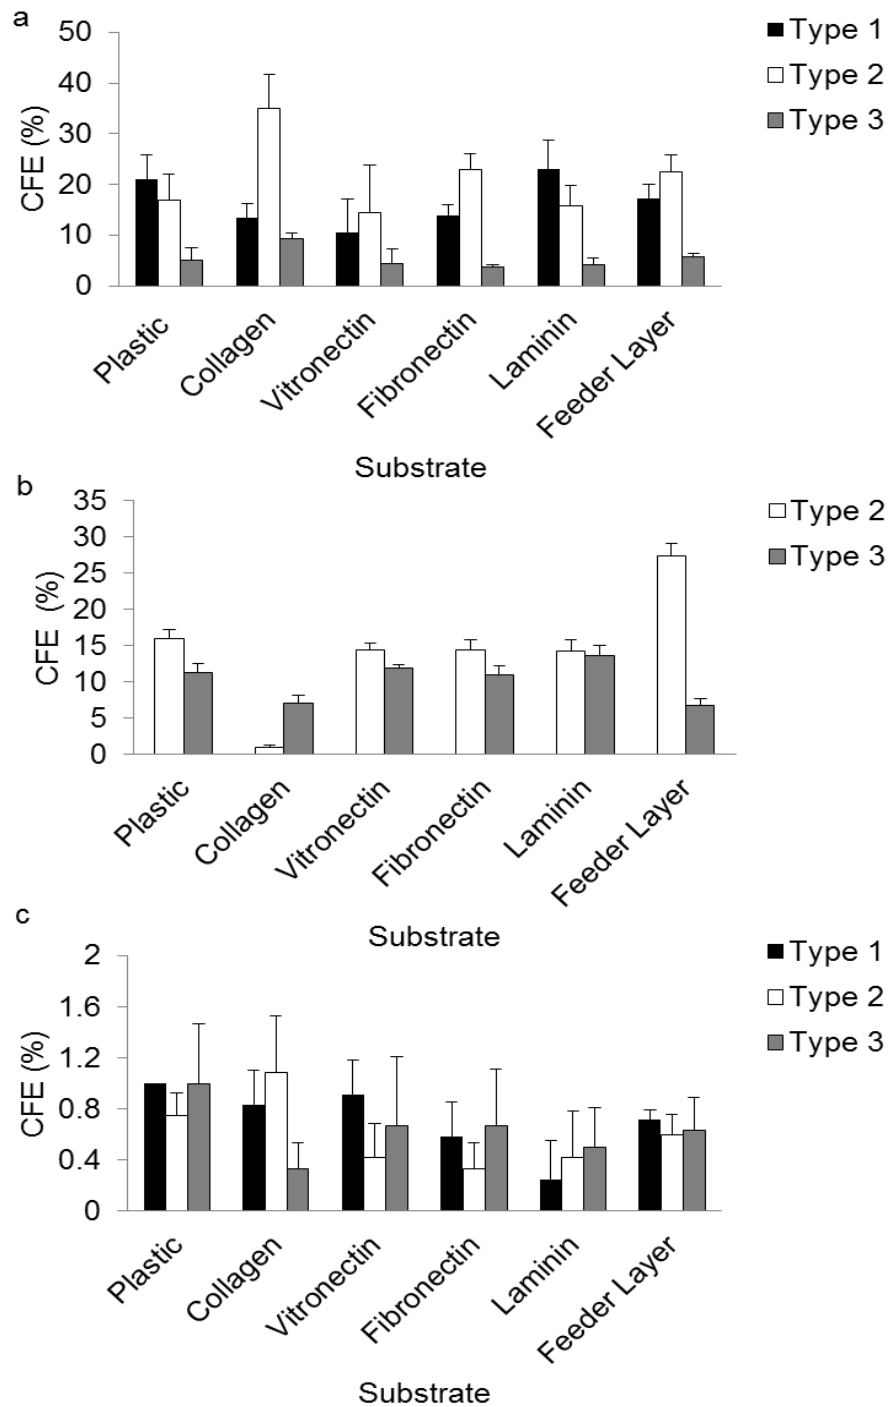 a
50
40
30
20
10
0
CFE (%)
Type 1
Type 2
Type 3
Plastic
Collagen
Vitronectin
Fibronectin
Laminin
Feeder Layer
Substrate
b
35
30
25
20
15
10
5
0
CFE (%)
Type 2
Type 3
Plastic
Collagen
Vitronectin
Fibronectin
Laminin
Feeder Layer
Substrate
c
2
1.6
1.2
0.8
0.4
0
CFE (%)
Type 1
Type 2
Type 3
Plastic
Collagen
Vitronectin
Fibronectin
Laminin
Feeder Layer
Substrate